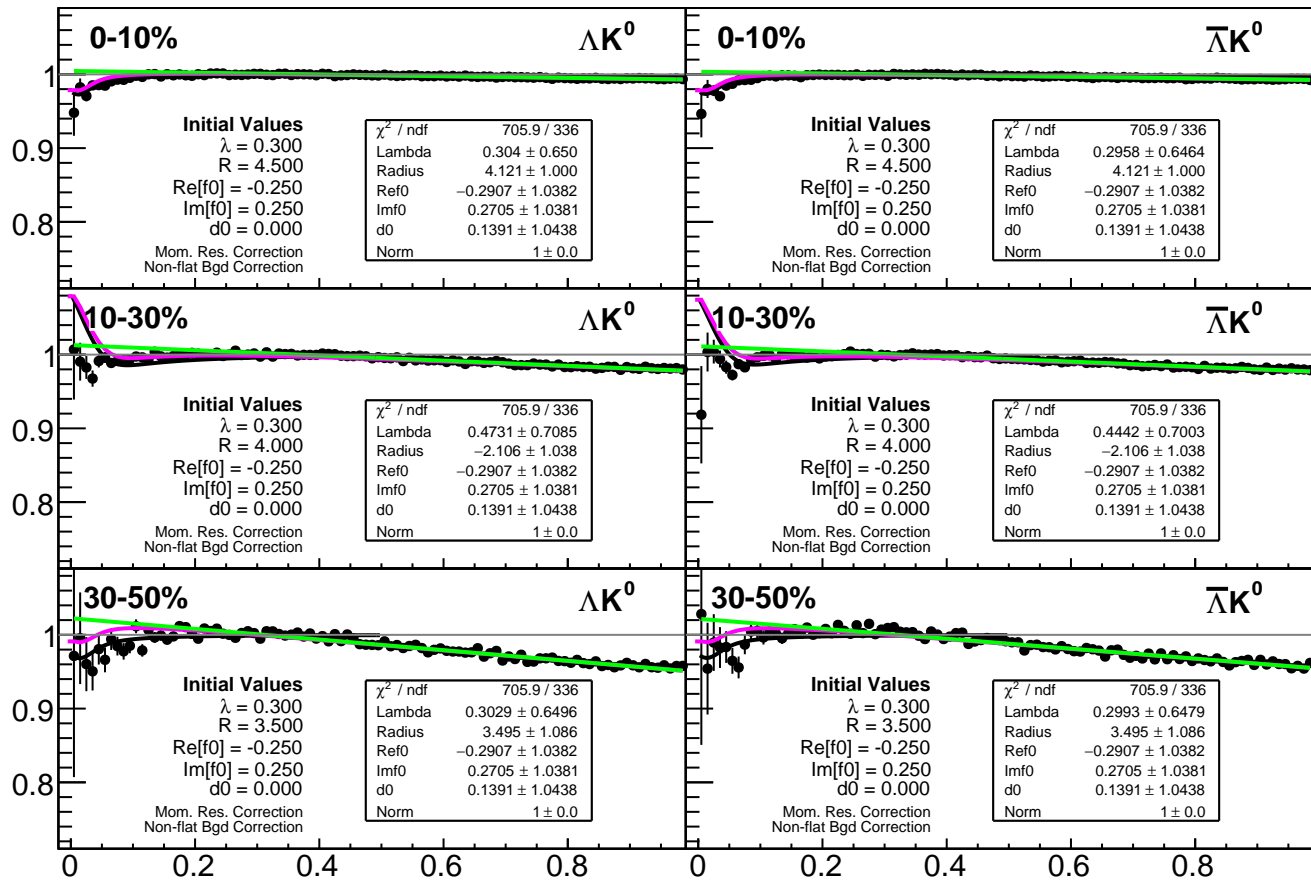 0-10%
ΛK⁰
1
0.9
0.8
Initial Values
λ = 0.300
R = 4.500
Re[f0] = -0.250
Im[f0] = 0.250
d0 = 0.000
Mom. Res. Correction
Non-flat Bgd Correction
χ² / ndf 705.9 / 336
Lambda 0.304 ± 0.650
Radius 4.121 ± 1.000
Ref0 −0.2907 ± 1.0382
Imf0 0.2705 ± 1.0381
d0 0.1391 ± 1.0438
Norm 1 ± 0.0
0-10%
Λ̅K⁰
Initial Values
λ = 0.300
R = 4.500
Re[f0] = -0.250
Im[f0] = 0.250
d0 = 0.000
Mom. Res. Correction
Non-flat Bgd Correction
χ² / ndf 705.9 / 336
Lambda 0.2958 ± 0.6464
Radius 4.121 ± 1.000
Ref0 −0.2907 ± 1.0382
Imf0 0.2705 ± 1.0381
d0 0.1391 ± 1.0438
Norm 1 ± 0.0
10-30%
ΛK⁰
1
0.9
0.8
Initial Values
λ = 0.300
R = 4.000
Re[f0] = -0.250
Im[f0] = 0.250
d0 = 0.000
Mom. Res. Correction
Non-flat Bgd Correction
χ² / ndf 705.9 / 336
Lambda 0.4731 ± 0.7085
Radius −2.106 ± 1.038
Ref0 −0.2907 ± 1.0382
Imf0 0.2705 ± 1.0381
d0 0.1391 ± 1.0438
Norm 1 ± 0.0
10-30%
Λ̅K⁰
Initial Values
λ = 0.300
R = 4.000
Re[f0] = -0.250
Im[f0] = 0.250
d0 = 0.000
Mom. Res. Correction
Non-flat Bgd Correction
χ² / ndf 705.9 / 336
Lambda 0.4442 ± 0.7003
Radius −2.106 ± 1.038
Ref0 −0.2907 ± 1.0382
Imf0 0.2705 ± 1.0381
d0 0.1391 ± 1.0438
Norm 1 ± 0.0
30-50%
ΛK⁰
1
0.9
0.8
Initial Values
λ = 0.300
R = 3.500
Re[f0] = -0.250
Im[f0] = 0.250
d0 = 0.000
Mom. Res. Correction
Non-flat Bgd Correction
χ² / ndf 705.9 / 336
Lambda 0.3029 ± 0.6496
Radius 3.495 ± 1.086
Ref0 −0.2907 ± 1.0382
Imf0 0.2705 ± 1.0381
d0 0.1391 ± 1.0438
Norm 1 ± 0.0
30-50%
Λ̅K⁰
Initial Values
λ = 0.300
R = 3.500
Re[f0] = -0.250
Im[f0] = 0.250
d0 = 0.000
Mom. Res. Correction
Non-flat Bgd Correction
χ² / ndf 705.9 / 336
Lambda 0.2993 ± 0.6479
Radius 3.495 ± 1.086
Ref0 −0.2907 ± 1.0382
Imf0 0.2705 ± 1.0381
d0 0.1391 ± 1.0438
Norm 1 ± 0.0
0 0.2 0.4 0.6 0.8 0 0.2 0.4 0.6 0.8